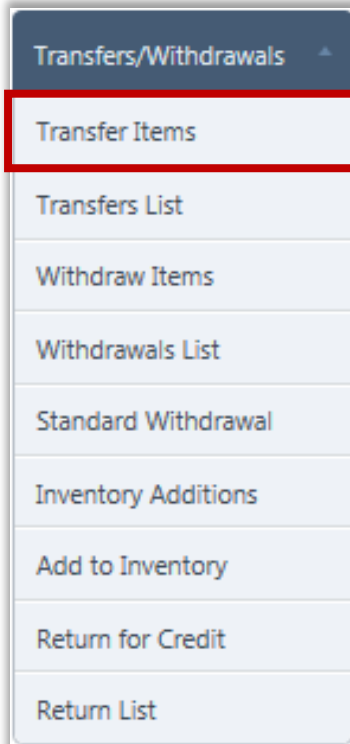 Transfers/Withdrawals
Transfer Items
Transfers List
Withdraw Items
Withdrawals List
Standard Withdrawal
Inventory Additions
Add to Inventory
Return for Credit
Return List